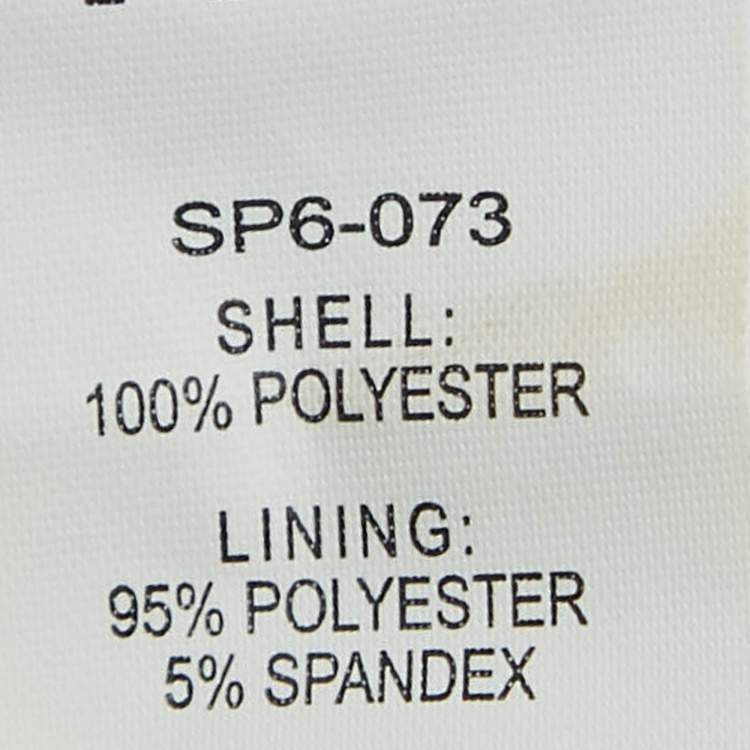 SP6-073
SHELL:
100% POLYESTER
LINING:
95% POLYESTER
5% SPANDEX